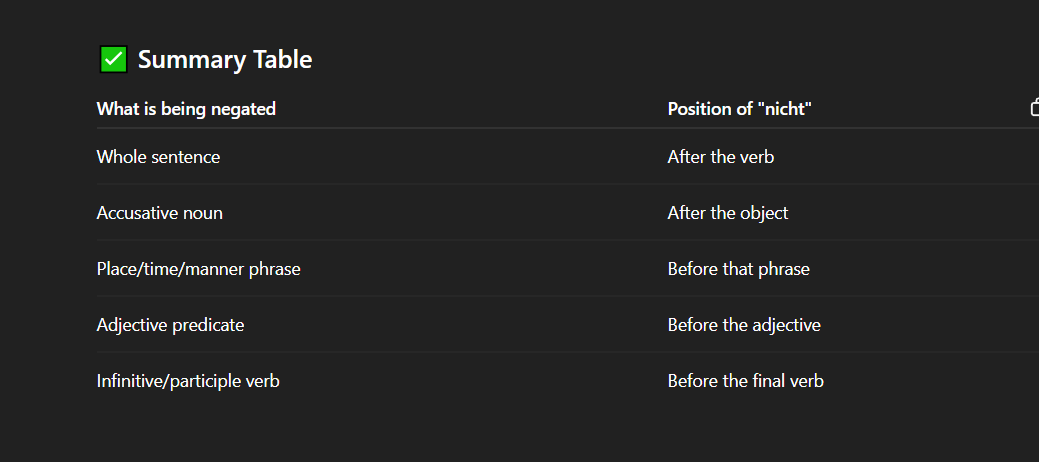 ✅ Summary Table
What is being negated Position of "nicht"
Whole sentence After the verb
Accusative noun After the object
Place/time/manner phrase Before that phrase
Adjective predicate Before the adjective
Infinitive/participle verb Before the final verb